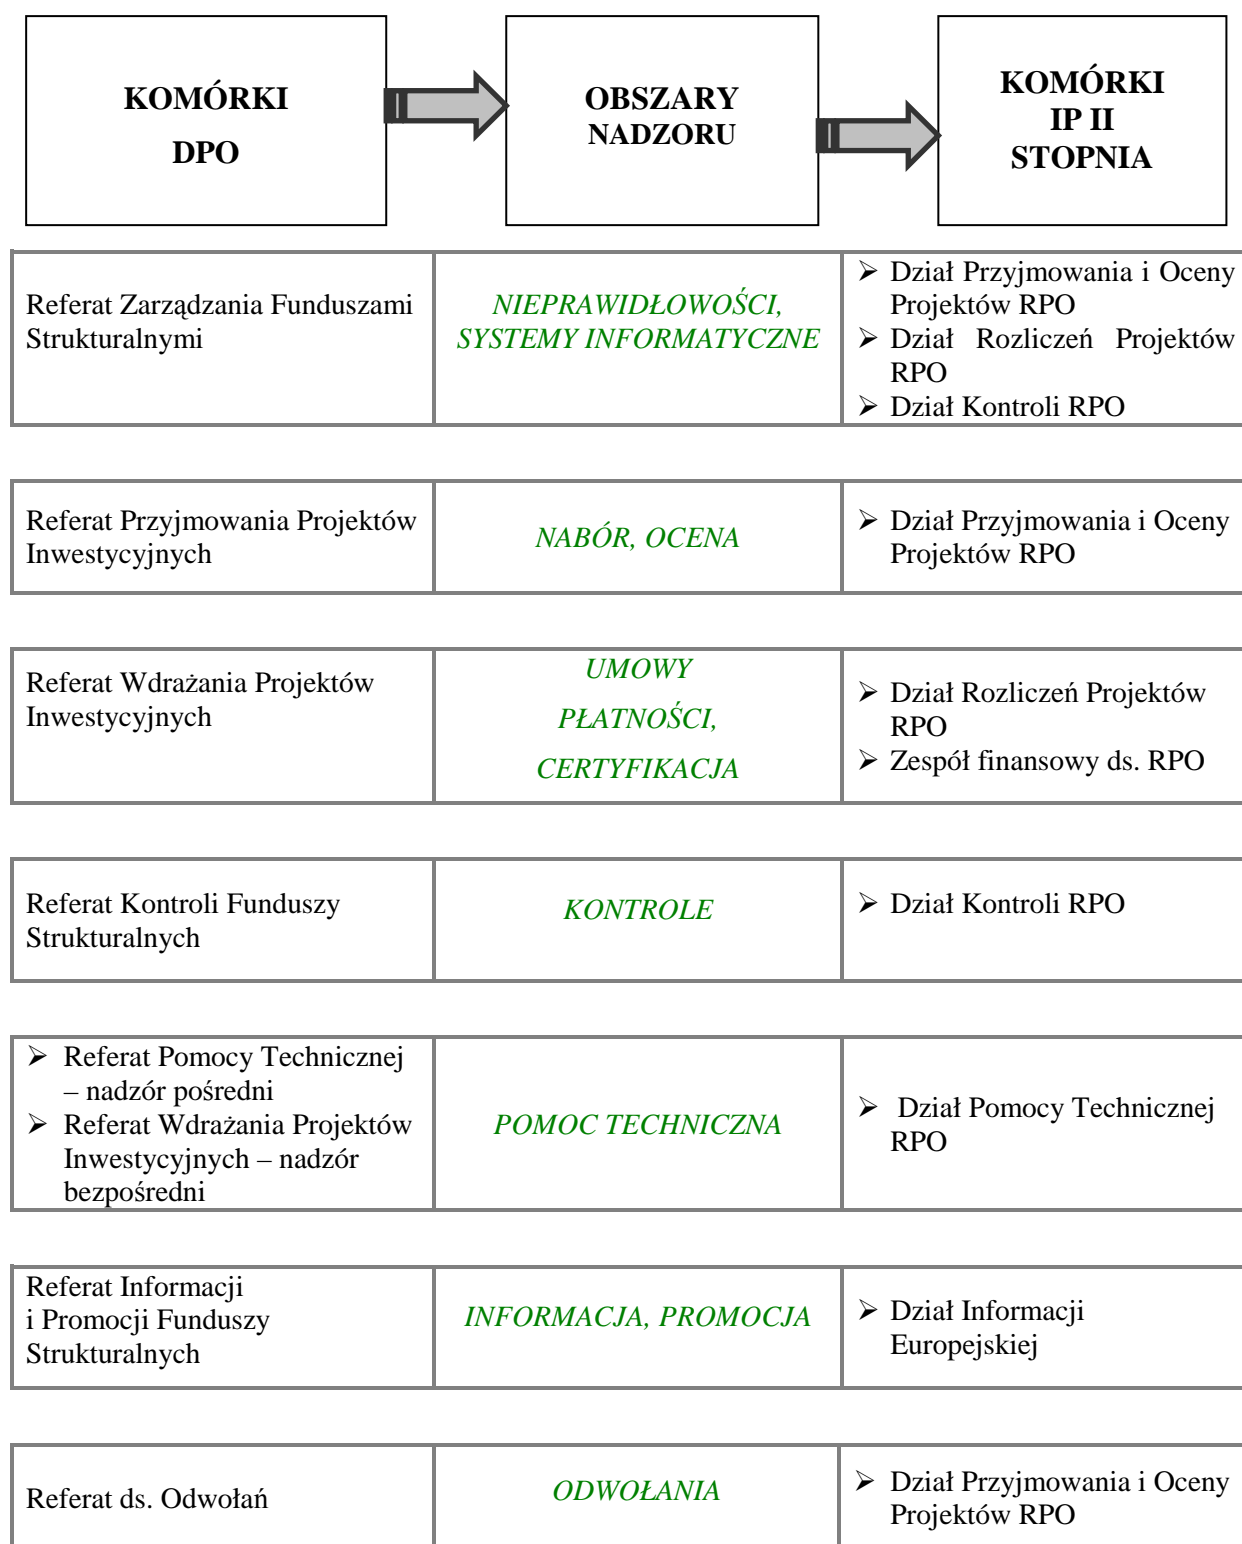 KOMÓRKI
DPO
OBSZARY
NADZORU
KOMÓRKI
IP II
STOPNIA
Referat Zarządzania Funduszami
Strukturalnymi
NIEPRAWIDŁOWOŚCI,
SYSTEMY INFORMATYCZNE
➢ Dział Przyjmowania i Oceny
Projektów RPO
➢ Dział Rozliczeń Projektów
RPO
➢ Dział Kontroli RPO
Referat Przyjmowania Projektów
Inwestycyjnych
NABÓR, OCENA
➢ Dział Przyjmowania i Oceny
Projektów RPO
Referat Wdrażania Projektów
Inwestycyjnych
UMOWY
PŁATNOŚCI,
CERTYFIKACJA
➢ Dział Rozliczeń Projektów
RPO
➢ Zespół finansowy ds. RPO
Referat Kontroli Funduszy
Strukturalnych
KONTROLE
➢ Dział Kontroli RPO
➢ Referat Pomocy Technicznej
– nadzór pośredni
➢ Referat Wdrażania Projektów
Inwestycyjnych – nadzór
bezpośredni
POMOC TECHNICZNA
➢ Dział Pomocy Technicznej
RPO
Referat Informacji
i Promocji Funduszy
Strukturalnych
INFORMACJA, PROMOCJA
➢ Dział Informacji
Europejskiej
Referat ds. Odwołań
ODWOŁANIA
➢ Dział Przyjmowania i Oceny
Projektów RPO